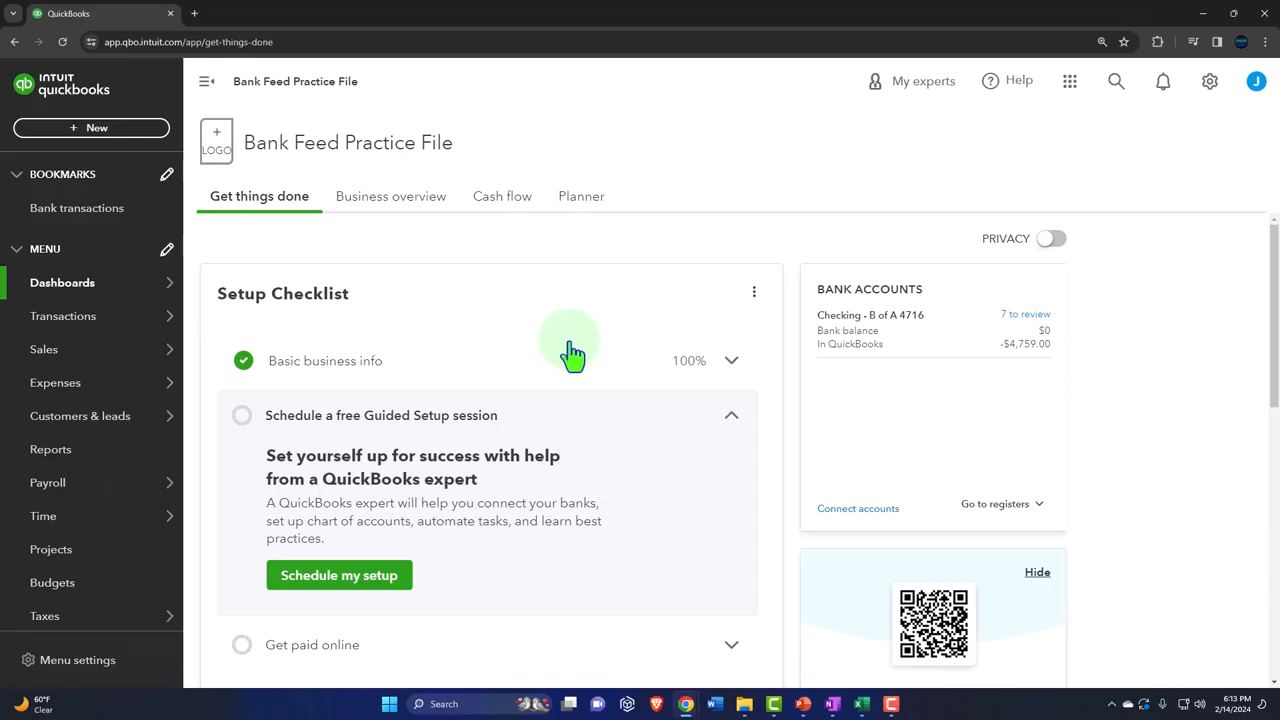 QuickBooks
app.qbo.intuit.com/app/get-things-done
INTUIT
quickbooks
Bank Feed Practice File
My experts
Help
J
+ New
+
LOGO
Bank Feed Practice File
BOOKMARKS
Bank transactions
Get things done
Business overview
Cash flow
Planner
MENU
Dashboards
Transactions
Sales
Expenses
Customers & leads
Reports
Payroll
Time
Projects
Budgets
Taxes
Menu settings
PRIVACY
Setup Checklist
Basic business info
100%
Schedule a free Guided Setup session
Set yourself up for success with help
from a QuickBooks expert
A QuickBooks expert will help you connect your banks,
set up chart of accounts, automate tasks, and learn best
practices.
Schedule my setup
Get paid online
BANK ACCOUNTS
Checking - B of A 4716
7 to review
Bank balance
$0
In QuickBooks
-$4,759.00
Connect accounts
Go to registers
Hide
60°F
Clear
Search
6:13 PM
2/14/2024